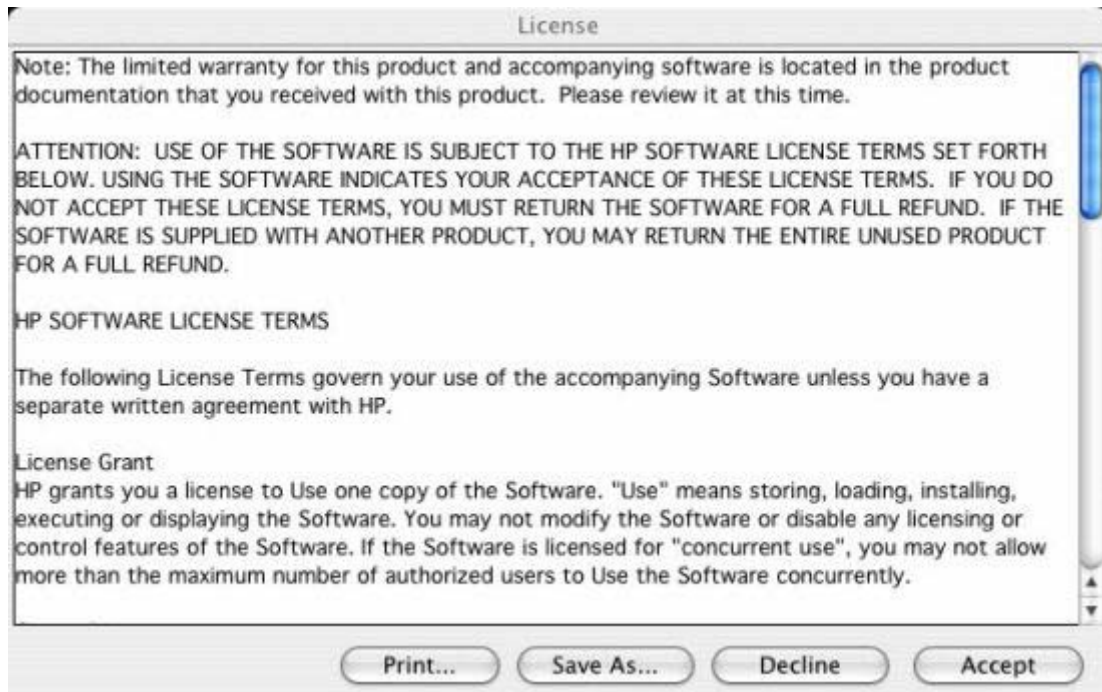 License
Note: The limited warranty for this product and accompanying software is located in the product
documentation that you received with this product.  Please review it at this time.
ATTENTION:  USE OF THE SOFTWARE IS SUBJECT TO THE HP SOFTWARE LICENSE TERMS SET FORTH
BELOW. USING THE SOFTWARE INDICATES YOUR ACCEPTANCE OF THESE LICENSE TERMS.  IF YOU DO
NOT ACCEPT THESE LICENSE TERMS, YOU MUST RETURN THE SOFTWARE FOR A FULL REFUND.  IF THE
SOFTWARE IS SUPPLIED WITH ANOTHER PRODUCT, YOU MAY RETURN THE ENTIRE UNUSED PRODUCT
FOR A FULL REFUND.
HP SOFTWARE LICENSE TERMS
The following License Terms govern your use of the accompanying Software unless you have a
separate written agreement with HP.
License Grant
HP grants you a license to Use one copy of the Software. "Use" means storing, loading, installing,
executing or displaying the Software. You may not modify the Software or disable any licensing or
control features of the Software. If the Software is licensed for "concurrent use", you may not allow
more than the maximum number of authorized users to Use the Software concurrently.
Print...
Save As...
Decline
Accept